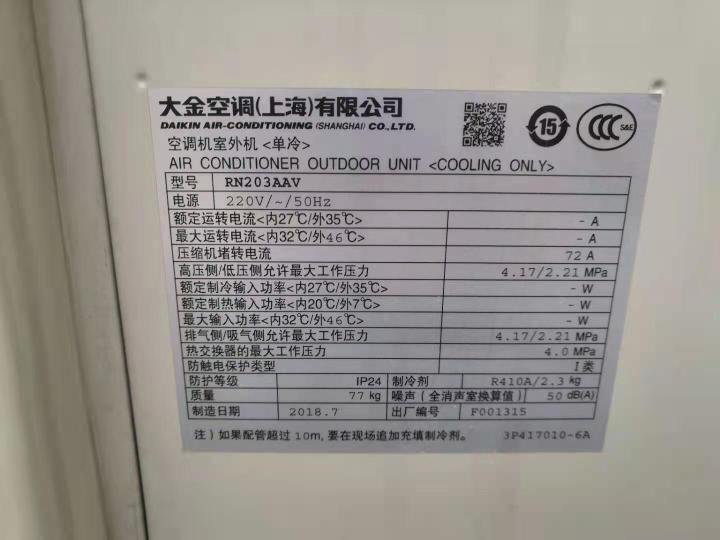 大金空调(上海)有限公司
DAIKIN AIR-CONDITIONING (SHANGHAI) CO.,LTD.
15
CCC S&E
空调机室外机 <单冷>
AIR CONDITIONER OUTDOOR UNIT <COOLING ONLY>
型号 RN203AAV
电源 220V/~/50Hz
额定运转电流<内27℃/外35℃> - A
最大运转电流<内32℃/外46℃> - A
压缩机堵转电流 72 A
高压侧/低压侧允许最大工作压力 4.17/2.21 MPa
额定制冷输入功率<内27℃/外35℃> - W
额定制热输入功率<内20℃/外7℃> - W
最大输入功率<内32℃/外46℃> - W
排气侧/吸气侧允许最大工作压力 4.17/2.21 MPa
热交换器的最大工作压力 4.0 MPa
防触电保护类型 I 类
防护等级 IP24 制冷剂 R410A/2.3 kg
质量 77 kg 噪声 (全消声室换算值) 50 dB(A)
制造日期 2018.7 出厂编号 F001315
注) 如果配管超过 10m, 要在现场追加充填制冷剂。 3P417010-6A